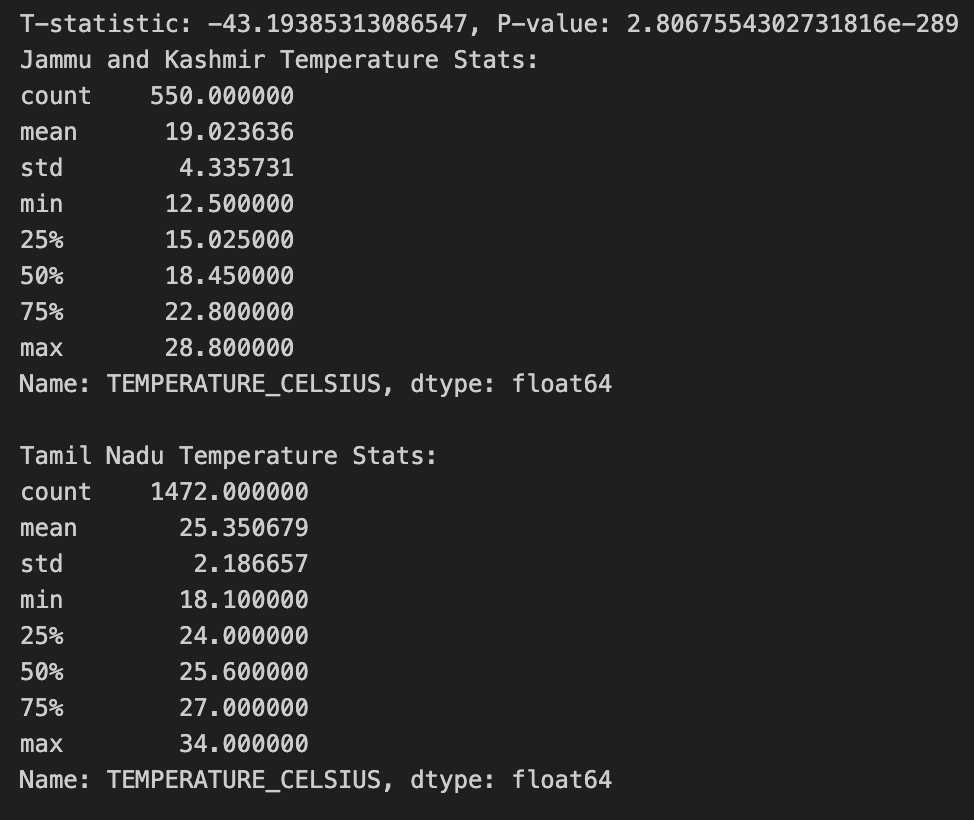 T-statistic: -43.19385313086547, P-value: 2.8067554302731816e-289
Jammu and Kashmir Temperature Stats:
count    550.000000
mean      19.023636
std        4.335731
min       12.500000
25%       15.025000
50%       18.450000
75%       22.800000
max       28.800000
Name: TEMPERATURE_CELSIUS, dtype: float64

Tamil Nadu Temperature Stats:
count    1472.000000
mean       25.350679
std         2.186657
min        18.100000
25%        24.000000
50%        25.600000
75%        27.000000
max        34.000000
Name: TEMPERATURE_CELSIUS, dtype: float64